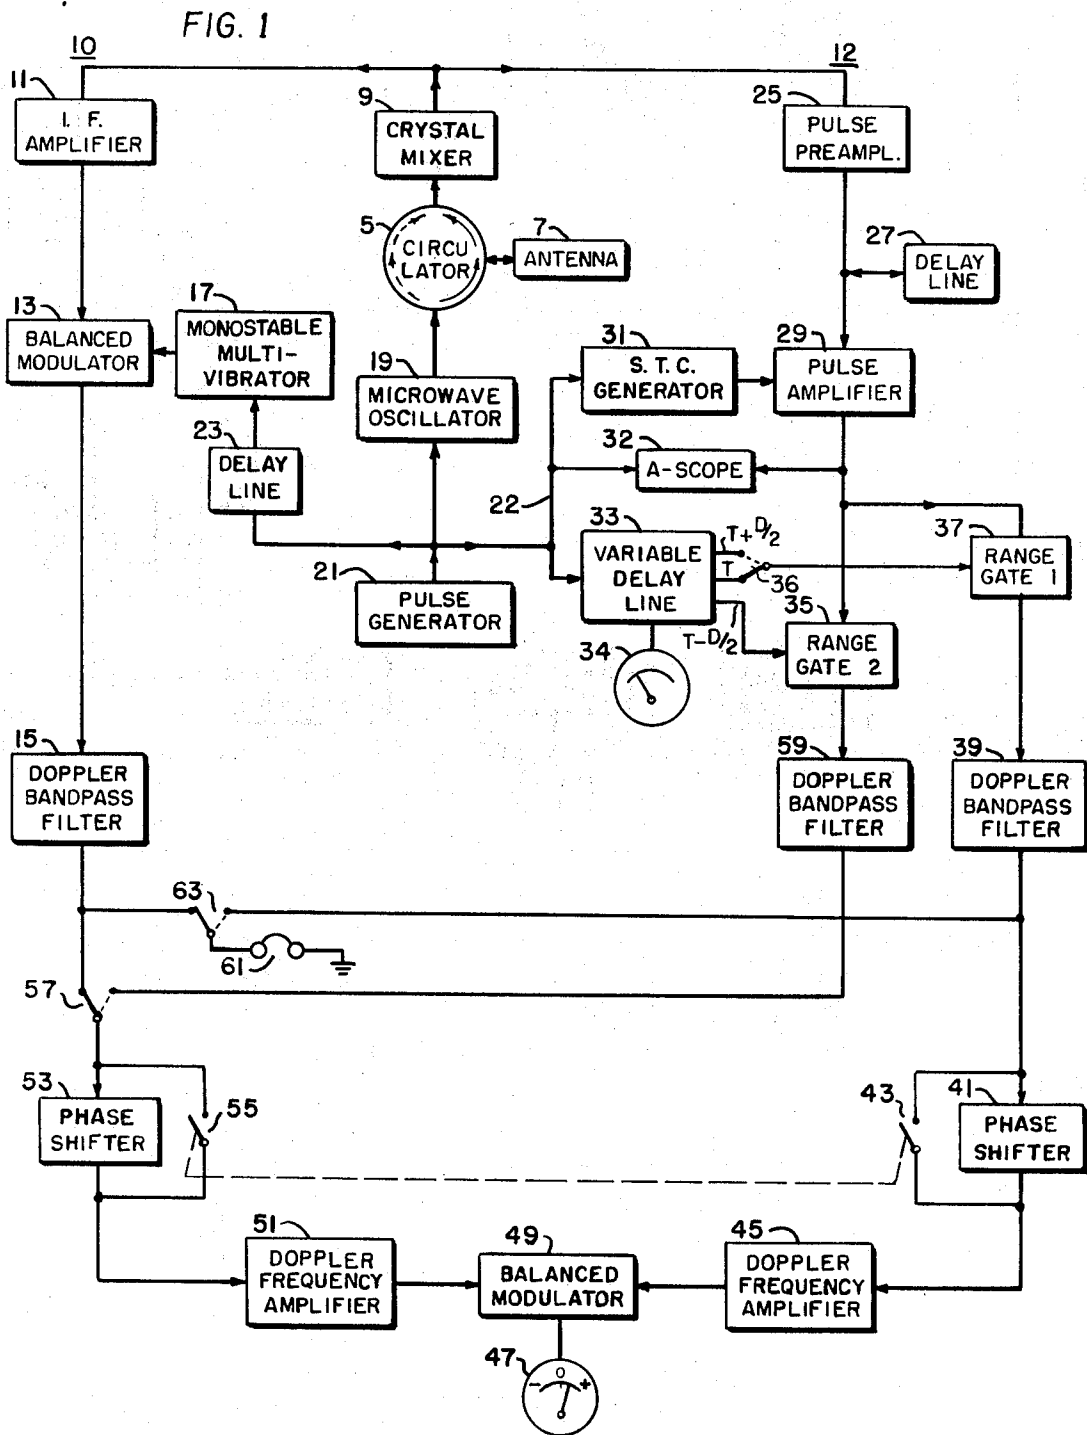 FIG. 1
10
12
11
I. F.
AMPLIFIER
9
CRYSTAL
MIXER
25
PULSE
PREAMPL.
5
CIRCU
LATOR
7
ANTENNA
27
DELAY
LINE
13
BALANCED
MODULATOR
17
MONOSTABLE
MULTI-
VIBRATOR
19
MICROWAVE
OSCILLATOR
31
S. T. C.
GENERATOR
29
PULSE
AMPLIFIER
23
DELAY
LINE
32
A-SCOPE
22
21
PULSE
GENERATOR
33
VARIABLE
DELAY
LINE
T+D/2
T
T-D/2
36
34
37
RANGE
GATE 1
35
RANGE
GATE 2
15
DOPPLER
BANDPASS
FILTER
59
DOPPLER
BANDPASS
FILTER
39
DOPPLER
BANDPASS
FILTER
63
61
57
53
PHASE
SHIFTER
55
43
41
PHASE
SHIFTER
51
DOPPLER
FREQUENCY
AMPLIFIER
49
BALANCED
MODULATOR
45
DOPPLER
FREQUENCY
AMPLIFIER
47
- 0 +